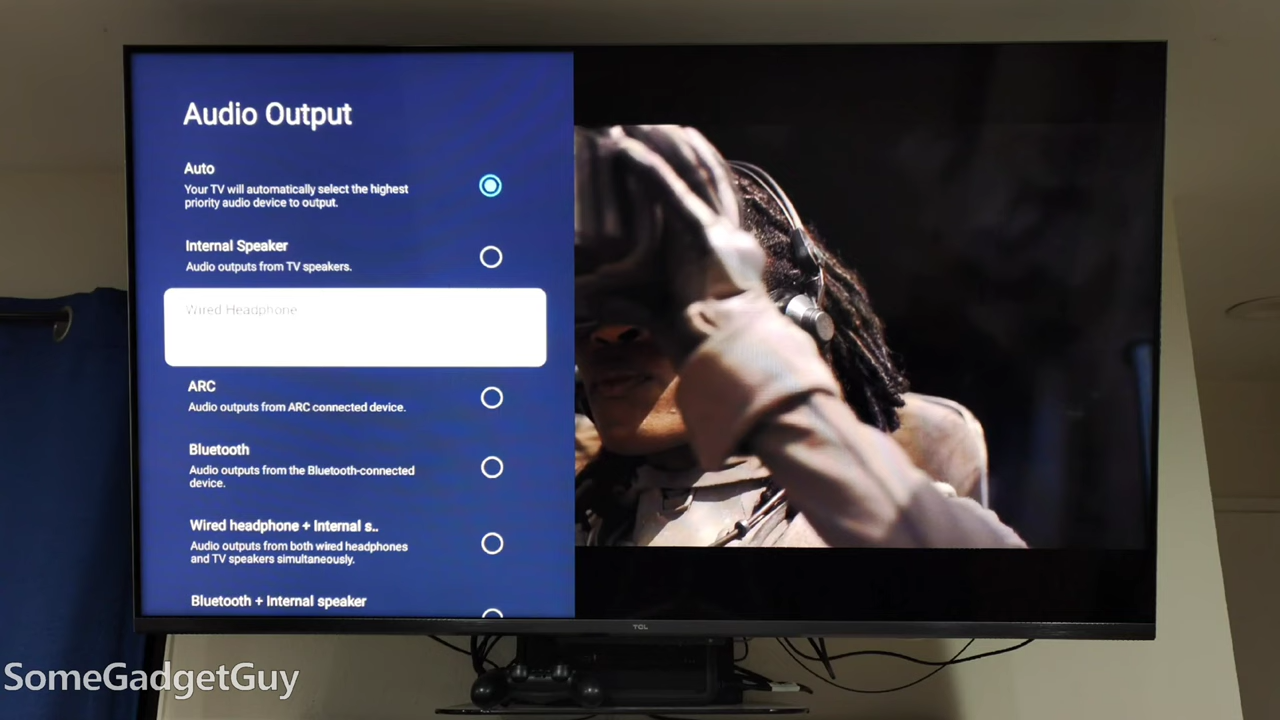 Audio Output
Auto
Your TV will automatically select the highest
priority audio device to output.
Internal Speaker
Audio outputs from TV speakers.
Wired Headphone
ARC
Audio outputs from ARC connected device.
Bluetooth
Audio outputs from the Bluetooth-connected
device.
Wired headphone + Internal s..
Audio outputs from both wired headphones
and TV speakers simultaneously.
Bluetooth + Internal speaker
TCL
SomeGadgetGuy